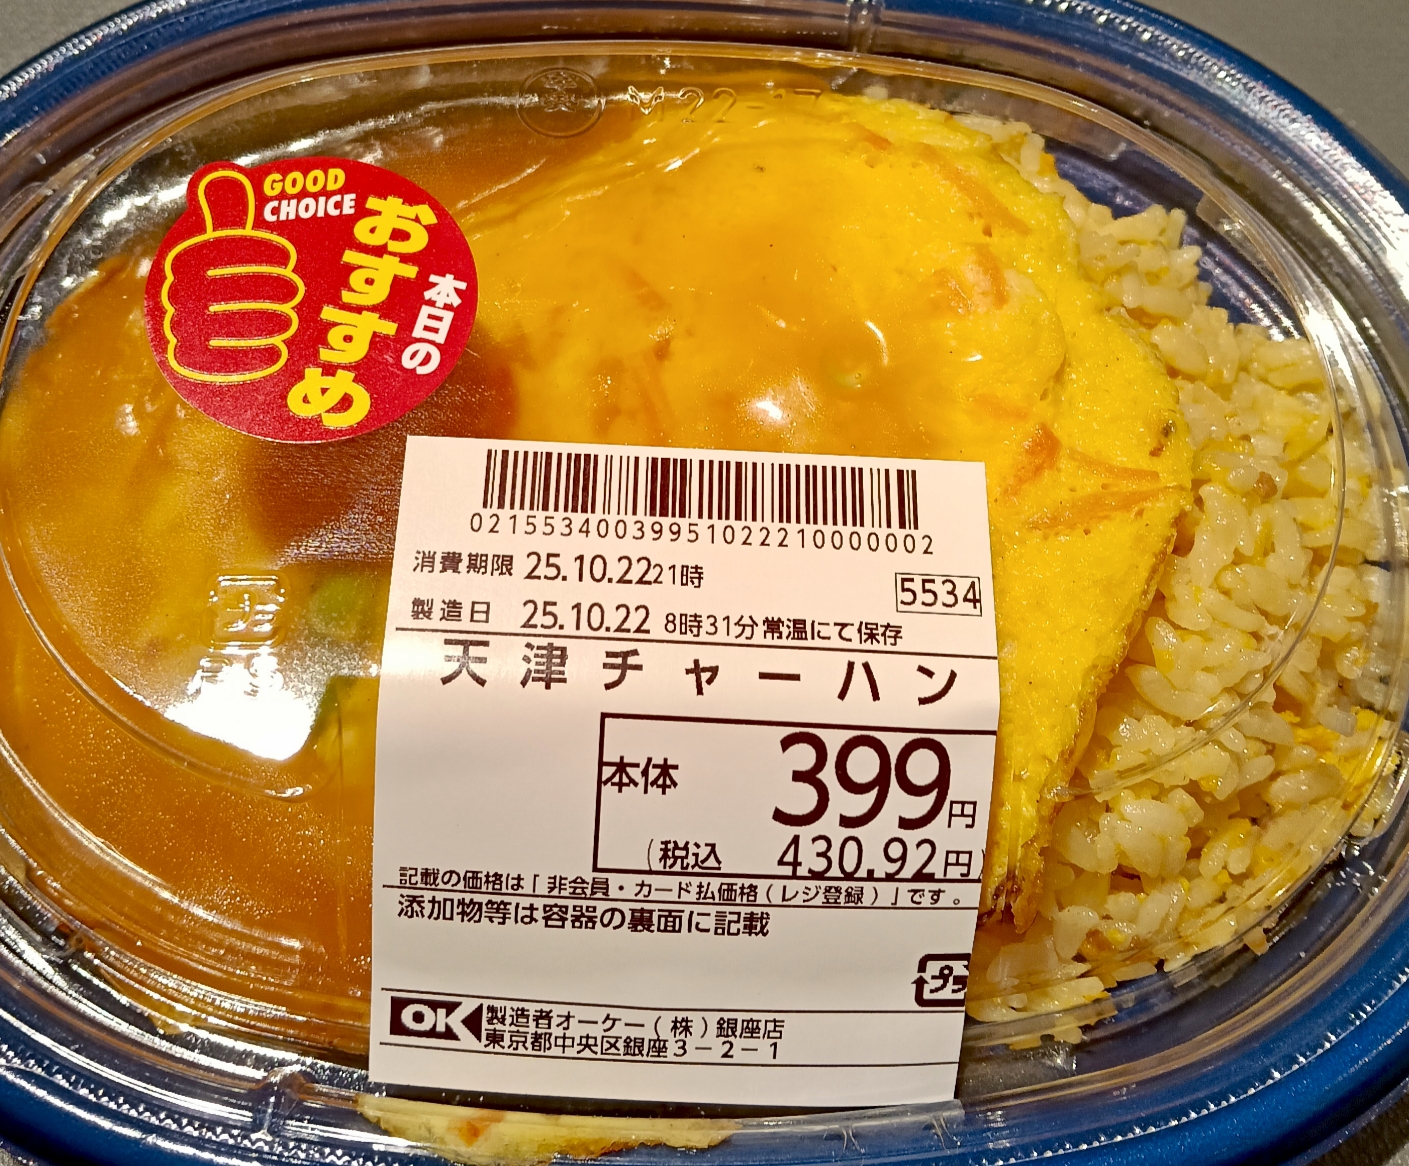 M 22-17
GOOD
CHOICE
本日の
おすすめ
02155340039951022210000002
消費期限 25.10.22 21時
5534
製造日 25.10.22 8時31分 常温にて保存
天津チャーハン
本体 399円
(税込 430.92円)
記載の価格は「非会員・カード払価格(レジ登録)」です。
添加物等は容器の裏面に記載
プラ
OK 製造者オーケー(株)銀座店
東京都中央区銀座3-2-1